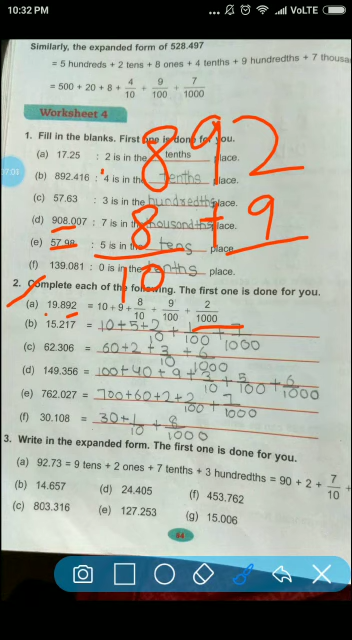 10:32 PM ... VoLTE
Similarly, the expanded form of 528.497
= 5 hundreds + 2 tens + 8 ones + 4 tenths + 9 hundredths + 7 thousa
= 500 + 20 + 8 + 4/10 + 9/100 + 7/1000
Worksheet 4
1. Fill in the blanks. First one is done for you.
(a) 17.25 : 2 is in the tenths place.
(b) 892.416 : 4 is in the tenths place.
(c) 57.63 : 3 is in the hundredths place.
(d) 908.007 : 7 is in the thousandths place.
(e) 57.98 : 5 is in the tens place
(f) 139.081 : 0 is in the tenths place.
892
8 + 9
10
2. Complete each of the following. The first one is done for you.
(a) 19.892 = 10 + 9 + 8/10 + 9/100 + 2/1000
(b) 15.217 = 10+5+2/10 + 1/100 + 7/1000
(c) 62.306 = 60+2+3/10 + 6/1000
(d) 149.356 = 100+40+9+3/10 + 5/100 + 6/1000
(e) 762.027 = 700+60+2+2/100 + 7/1000
(f) 30.108 = 30+1/10 + 8/1000
3. Write in the expanded form. The first one is done for you.
(a) 92.73 = 9 tens + 2 ones + 7 tenths + 3 hundredths = 90 + 2 + 7/10 +
(b) 14.657 (d) 24.405 (f) 453.762
(c) 803.316 (e) 127.253 (g) 15.006
64